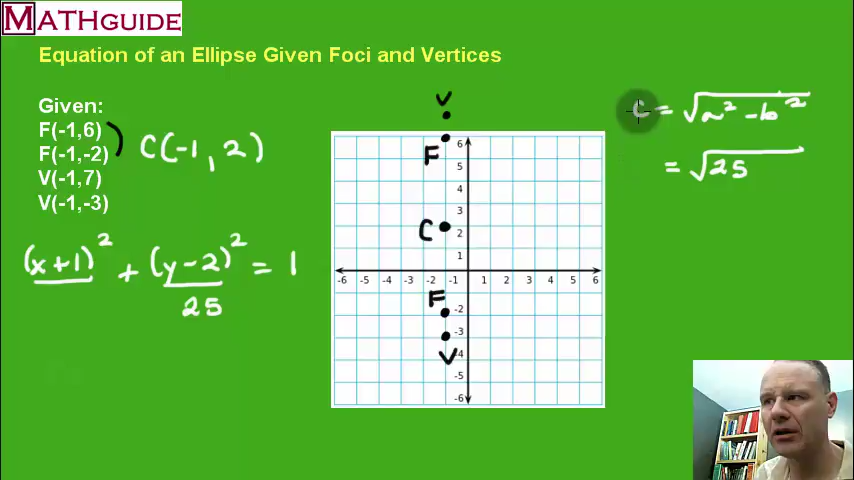 MATHGUIDE
Equation of an Ellipse Given Foci and Vertices
Given:
F(-1,6)
F(-1,-2)
V(-1,7)
V(-1,-3)
C(-1,2)
(x+1)² + (y-2)² = 1
25
V
F
C
F
V
6
5
4
3
2
1
-6 -5 -4 -3 -2 -1 1 2 3 4 5 6
-2
-3
-4
-5
-6
c = √a² - b²
= √25